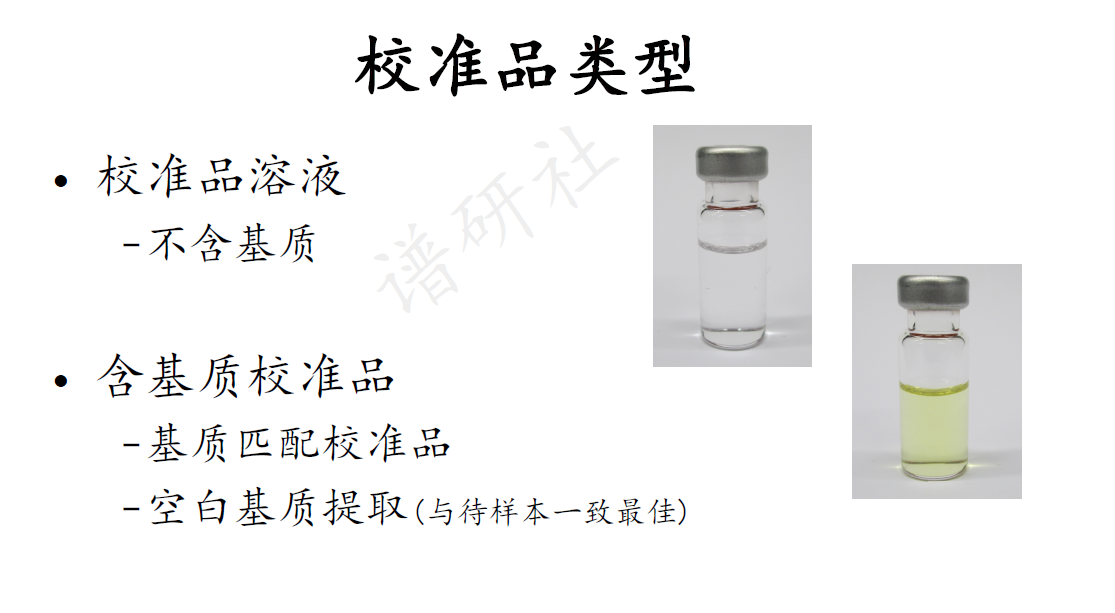 校准品类型
• 校准品溶液
-不含基质
谱研社
• 含基质校准品
-基质匹配校准品
-空白基质提取(与待样本一致最佳)